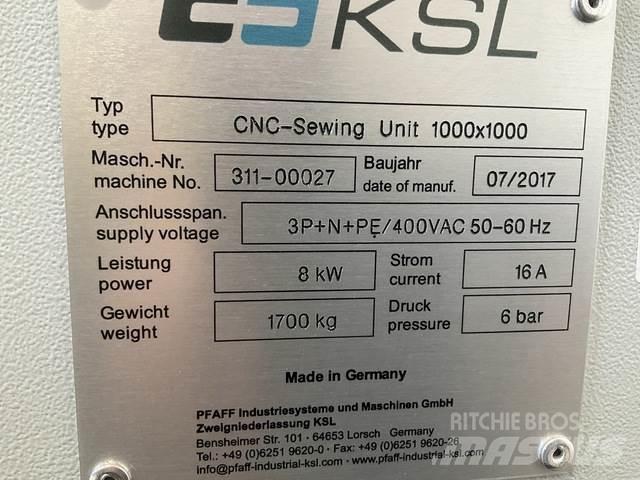 KSL
Typ
type
CNC-Sewing Unit 1000x1000
Masch.-Nr.
machine No.
311-00027
Baujahr
date of manuf.
07/2017
Anschlussspan.
supply voltage
3P+N+PE/400VAC 50-60 Hz
Leistung
power
8 kW
Strom
current
16 A
Gewicht
weight
1700 kg
Druck
pressure
6 bar
Made in Germany
PFAFF Industriesysteme und Maschinen GmbH
Zweigniederlassung KSL
Bensheimer Str. 101 · 64653 Lorsch Germany
Tel.: +49 (0)6251 9620-0 · Fax: +49 (0)6251 9620-26
info@pfaff-industrial-ksl.com · www.pfaff-industrial-ksl.com
RITCHIE BROS
MASCUS